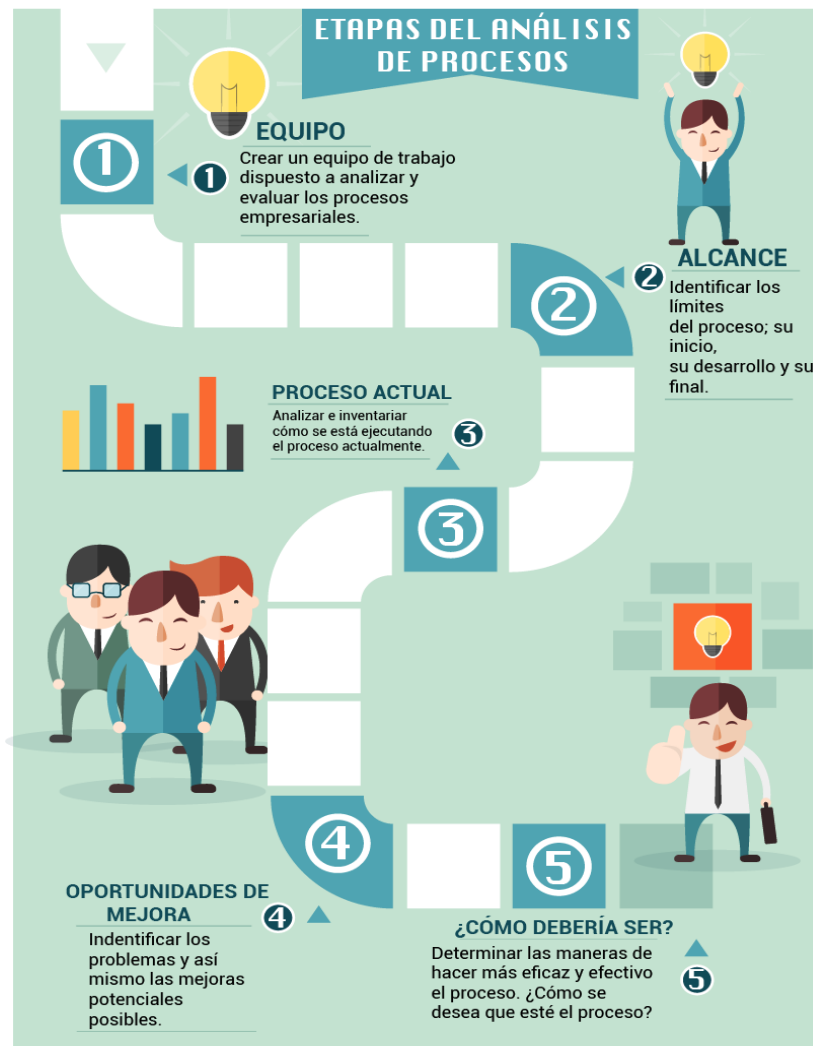 ETAPAS DEL ANÁLISIS
DE PROCESOS
1
EQUIPO
1
Crear un equipo de trabajo
dispuesto a analizar y
evaluar los procesos
empresariales.
2
ALCANCE
2
Identificar los
límites
del proceso; su
inicio,
su desarrollo y su
final.
PROCESO ACTUAL
Analizar e inventariar
cómo se está ejecutando
el proceso actualmente.
3
3
4
OPORTUNIDADES DE
MEJORA
4
Indentificar los
problemas y así
mismo las mejoras
potenciales
posibles.
5
¿CÓMO DEBERÍA SER?
Determinar las maneras de
hacer más eficaz y efectivo
el proceso. ¿Cómo se
desea que esté el proceso?
5